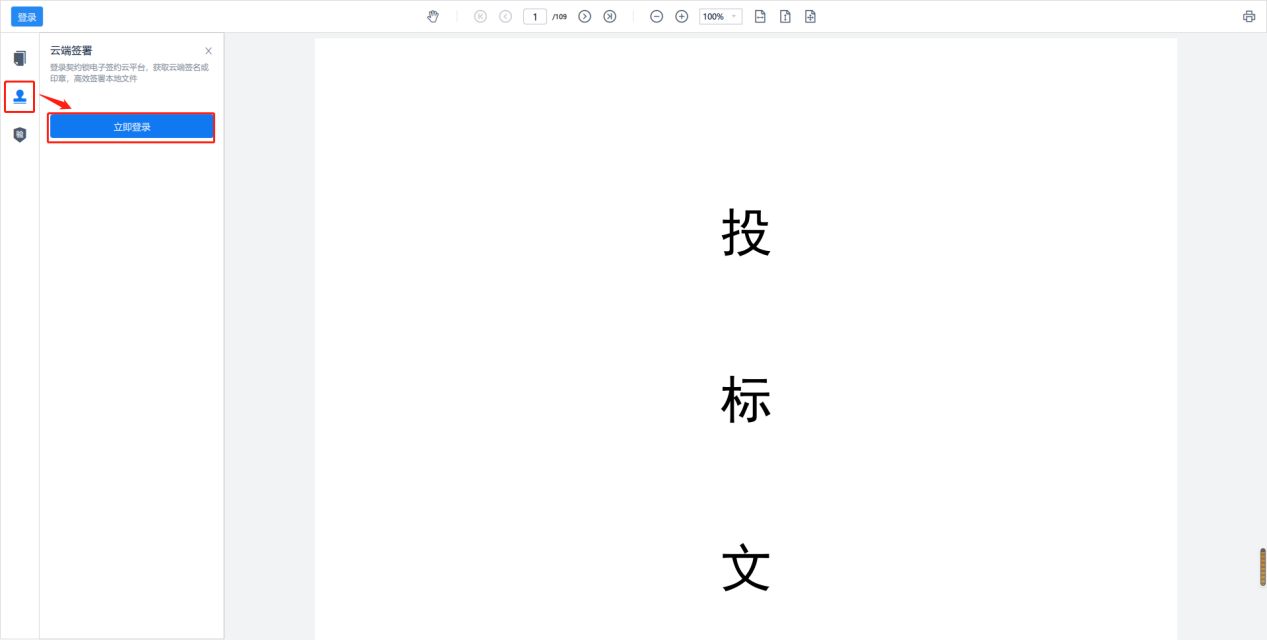 登录
1 /109
100%
云端签署
登录契约锁电子签约云平台，获取云端签名或
印章，高效签署本地文件
立即登录
验
投
标
文